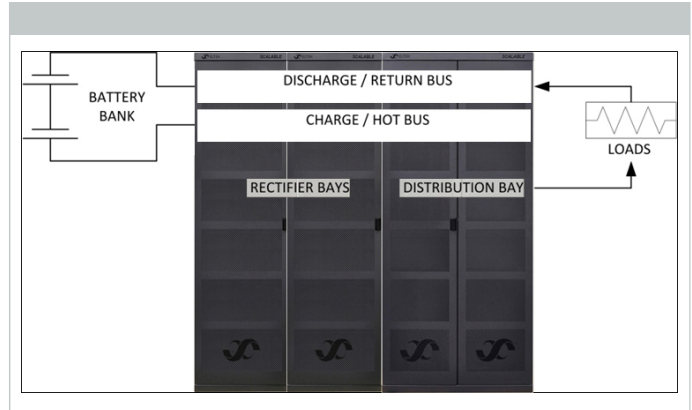 SCALABLE SCALABLE SCALABLE
DISCHARGE / RETURN BUS
BATTERY
BANK
CHARGE / HOT BUS
LOADS
RECTIFIER BAYS
DISTRIBUTION BAY